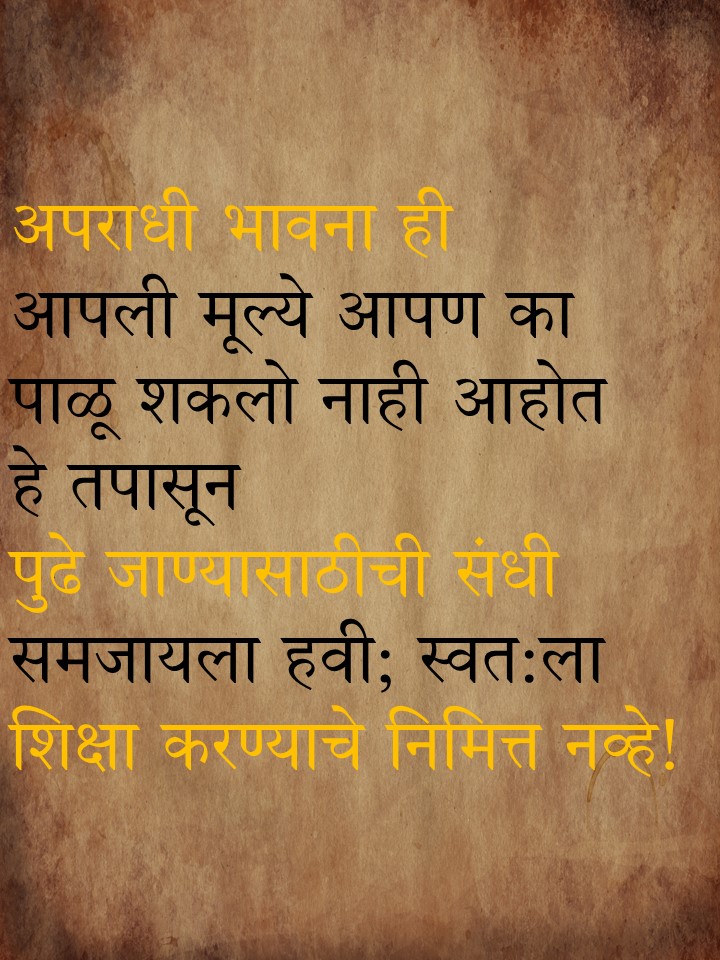 अपराधी भावना ही
आपली मूल्ये आपण का
पाळू शकलो नाही आहोत
हे तपासून
पुढे जाण्यासाठीची संधी
समजायला हवी; स्वत:ला
शिक्षा करण्याचे निमित्त नव्हे!